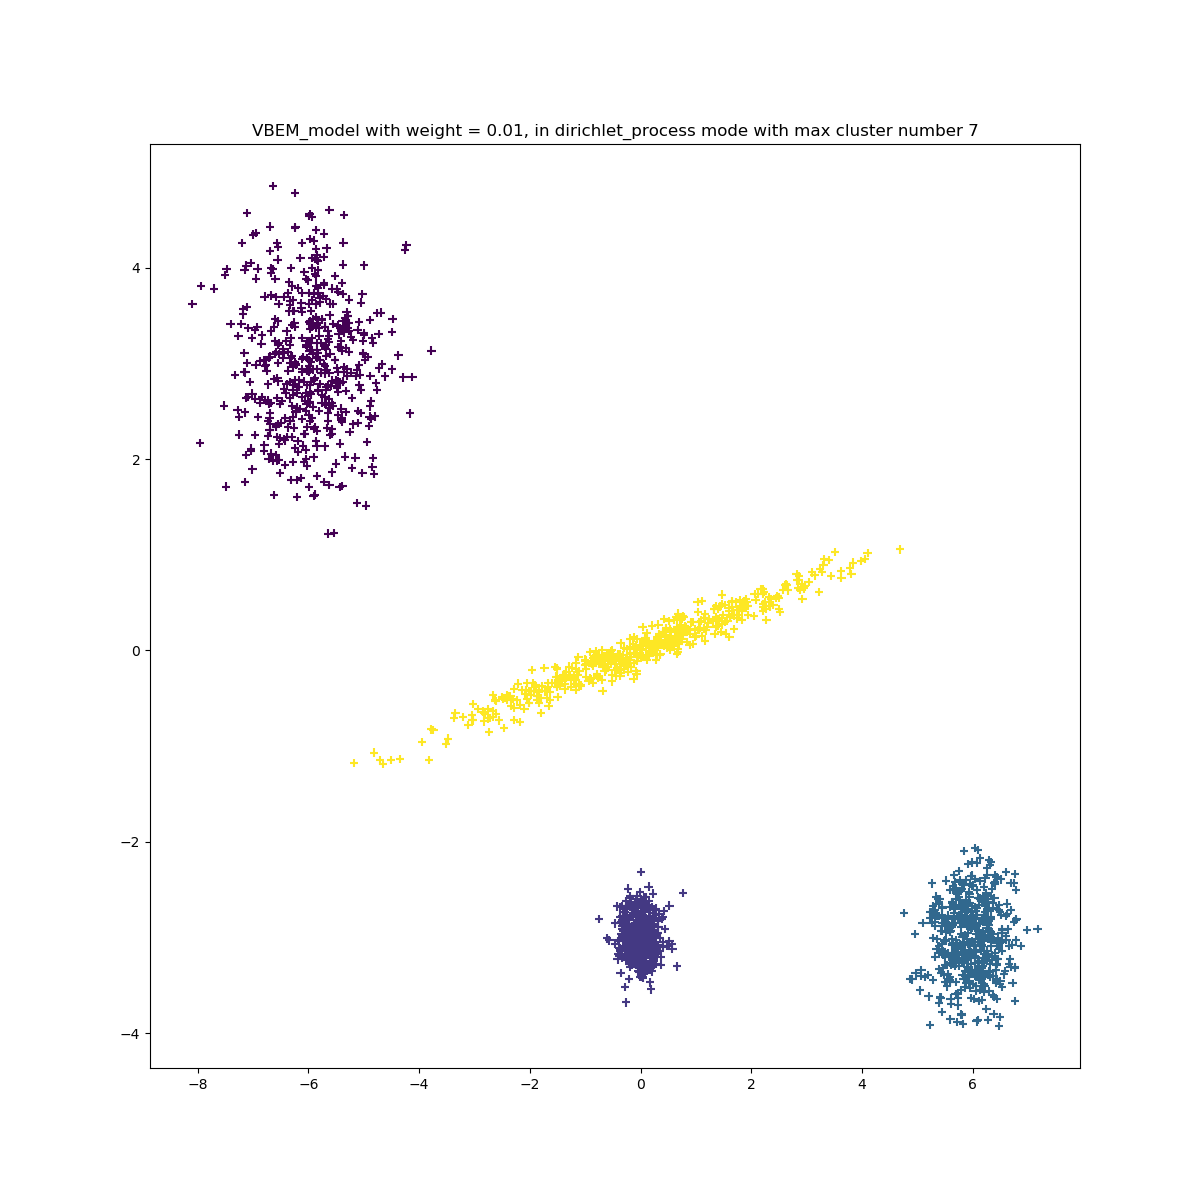 VBEM_model with weight = 0.01, in dirichlet_process mode with max cluster number 7
4
2
0
−2
−4
−8 −6 −4 −2 0 2 4 6